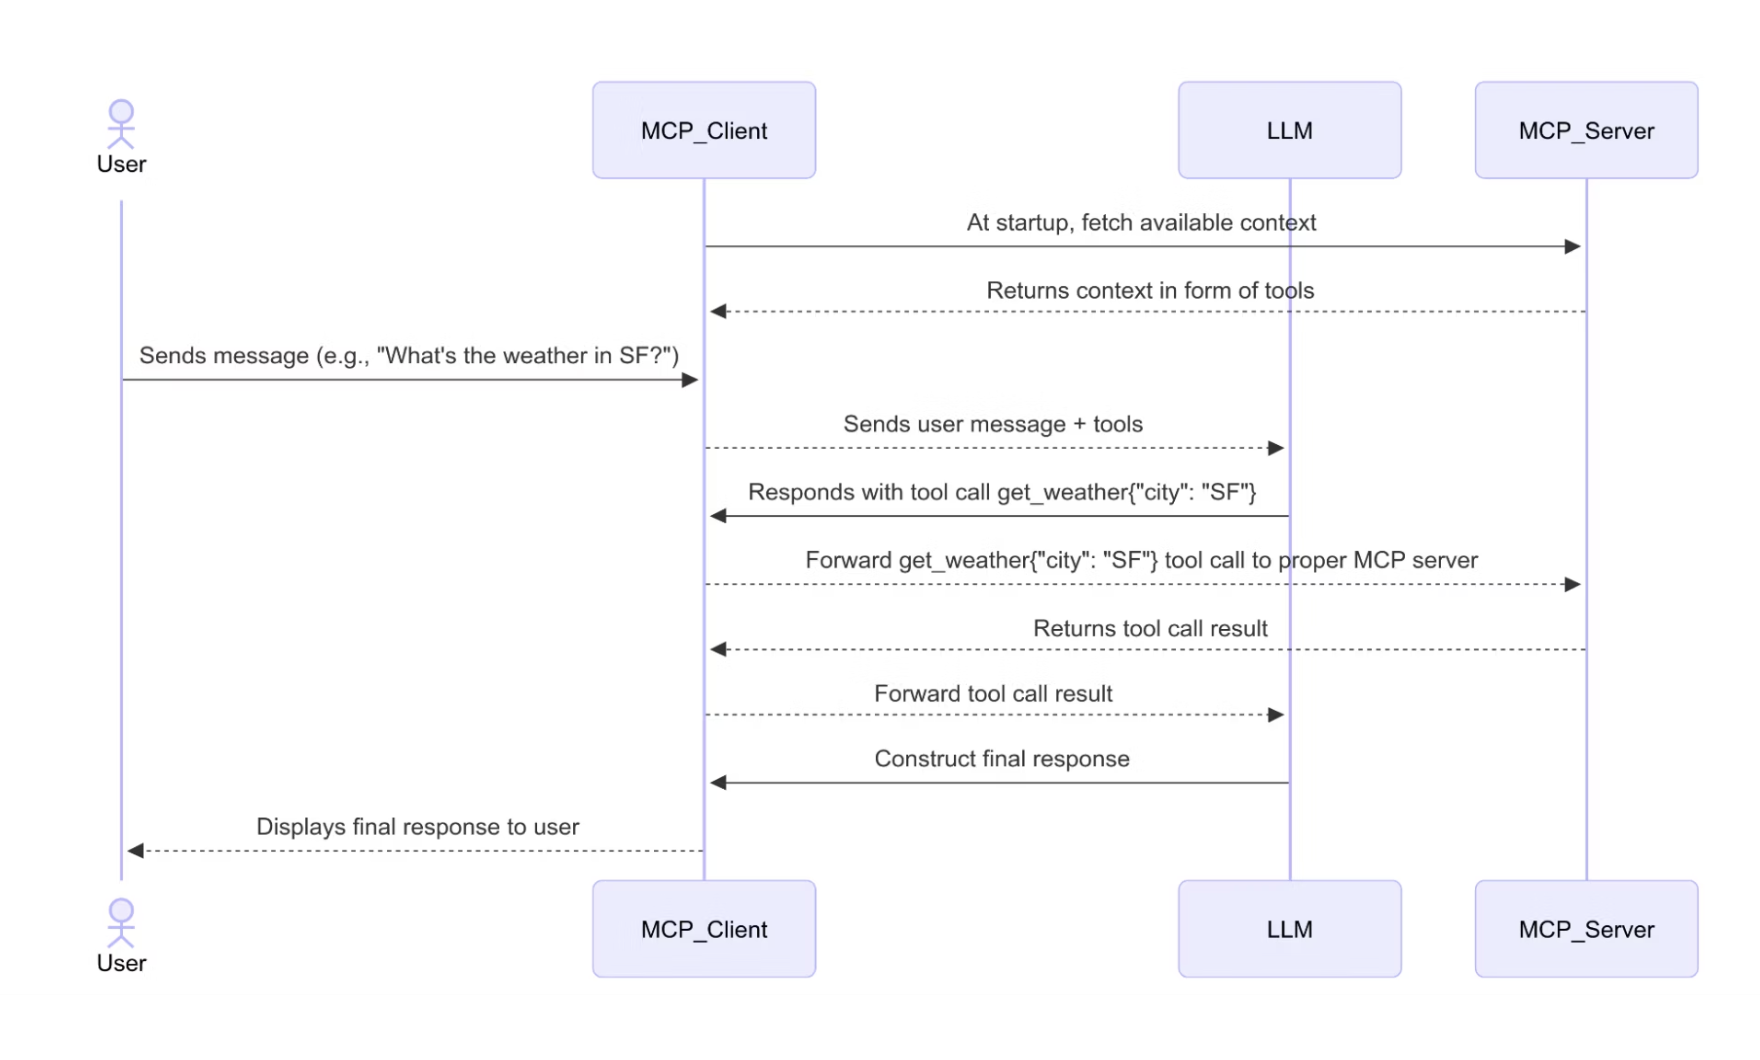 User
MCP_Client
LLM
MCP_Server
At startup, fetch available context
Returns context in form of tools
Sends message (e.g., "What's the weather in SF?")
Sends user message + tools
Responds with tool call get_weather{"city": "SF"}
Forward get_weather{"city": "SF"} tool call to proper MCP server
Returns tool call result
Forward tool call result
Construct final response
Displays final response to user
User
MCP_Client
LLM
MCP_Server